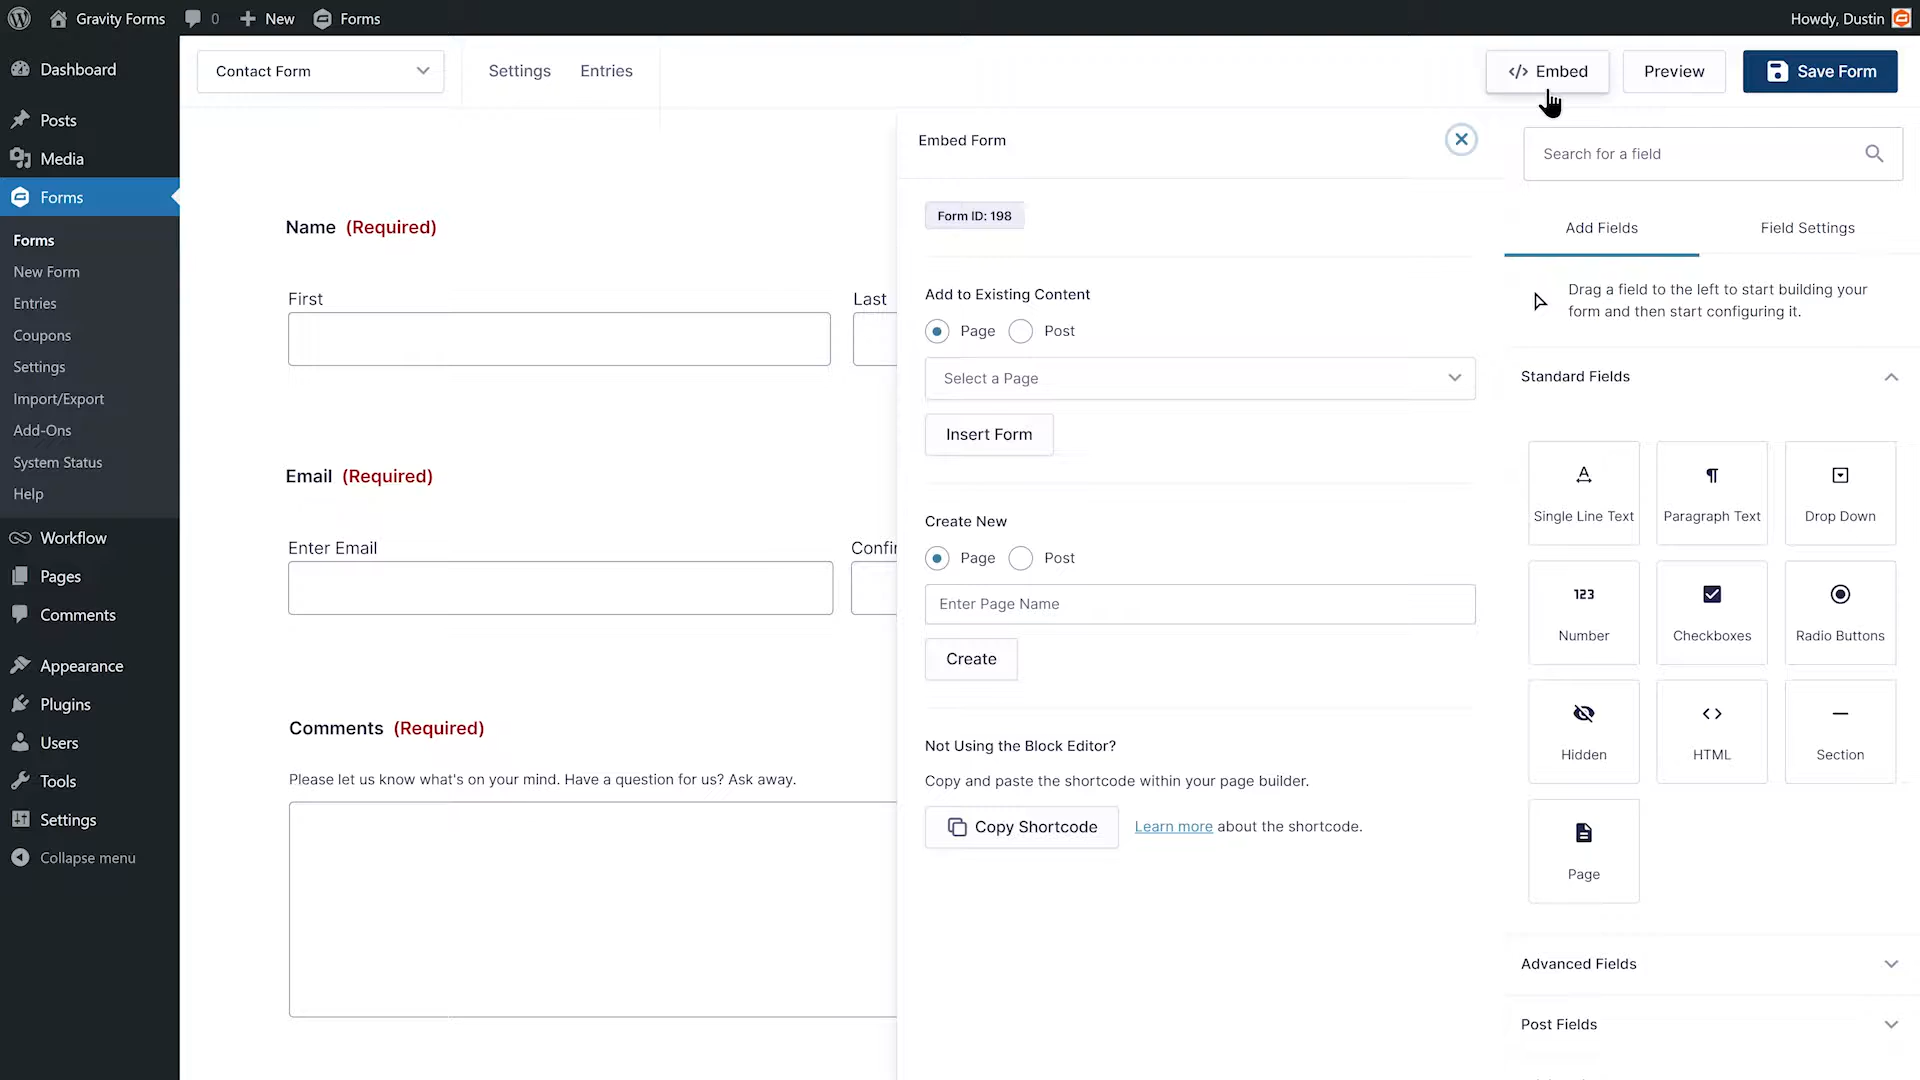 Gravity Forms
0
New
Forms
Howdy, Dustin
Dashboard
Posts
Media
Forms
Forms
New Form
Entries
Coupons
Settings
Import/Export
Add-Ons
System Status
Help
Workflow
Pages
Comments
Appearance
Plugins
Users
Tools
Settings
Collapse menu
Contact Form
Settings
Entries
Embed
Preview
Save Form
Name (Required)
First
Last
Email (Required)
Enter Email
Comments (Required)
Please let us know what's on your mind. Have a question for us? Ask away.
Embed Form
Form ID: 198
Add to Existing Content
Page
Post
Select a Page
Insert Form
Create New
Page
Post
Enter Page Name
Create
Not Using the Block Editor?
Copy and paste the shortcode within your page builder.
Copy Shortcode
Learn more about the shortcode.
Search for a field
Add Fields
Field Settings
Drag a field to the left to start building your
form and then start configuring it.
Standard Fields
Single Line Text
Paragraph Text
Drop Down
123
Number
Checkboxes
Radio Buttons
Hidden
HTML
Section
Page
Advanced Fields
Post Fields